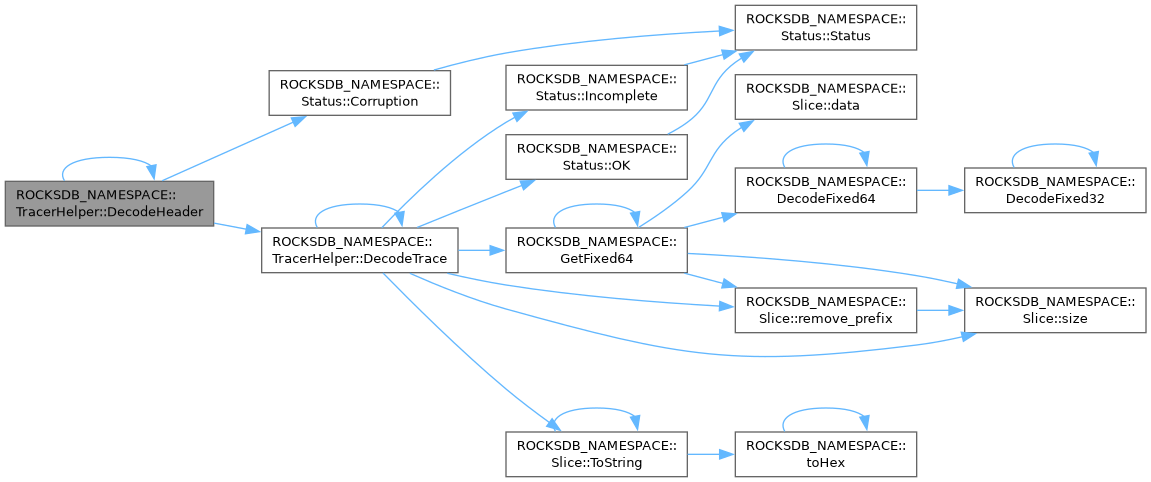 ROCKSDB_NAMESPACE::
TracerHelper::DecodeHeader
ROCKSDB_NAMESPACE::
Status::Corruption
ROCKSDB_NAMESPACE::
TracerHelper::DecodeTrace
ROCKSDB_NAMESPACE::
Status::Incomplete
ROCKSDB_NAMESPACE::
Status::OK
ROCKSDB_NAMESPACE::
GetFixed64
ROCKSDB_NAMESPACE::
Slice::ToString
ROCKSDB_NAMESPACE::
Status::Status
ROCKSDB_NAMESPACE::
Slice::data
ROCKSDB_NAMESPACE::
DecodeFixed64
ROCKSDB_NAMESPACE::
Slice::remove_prefix
ROCKSDB_NAMESPACE::
toHex
ROCKSDB_NAMESPACE::
DecodeFixed32
ROCKSDB_NAMESPACE::
Slice::size